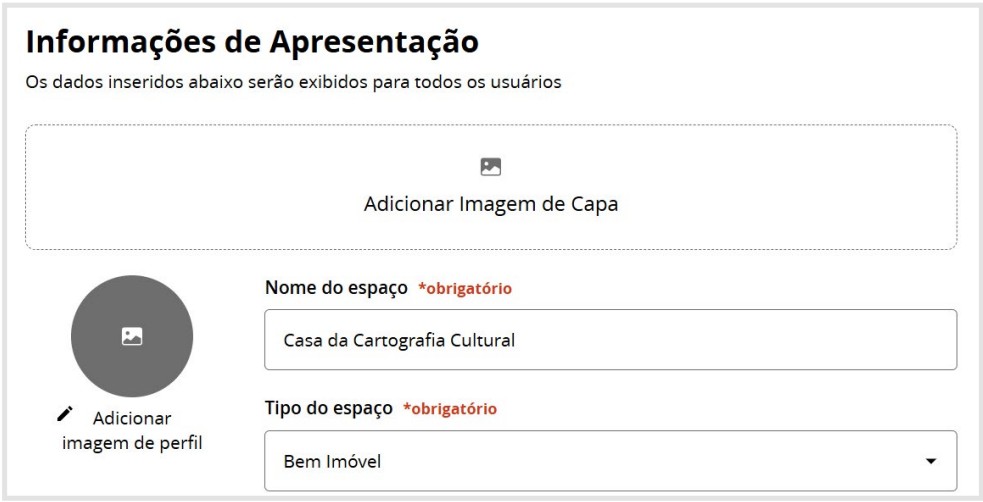 Informações de Apresentação
Os dados inseridos abaixo serão exibidos para todos os usuários
Adicionar Imagem de Capa
Nome do espaço *obrigatório
Casa da Cartografia Cultural
Tipo do espaço *obrigatório
Bem Imóvel
Adicionar
imagem de perfil